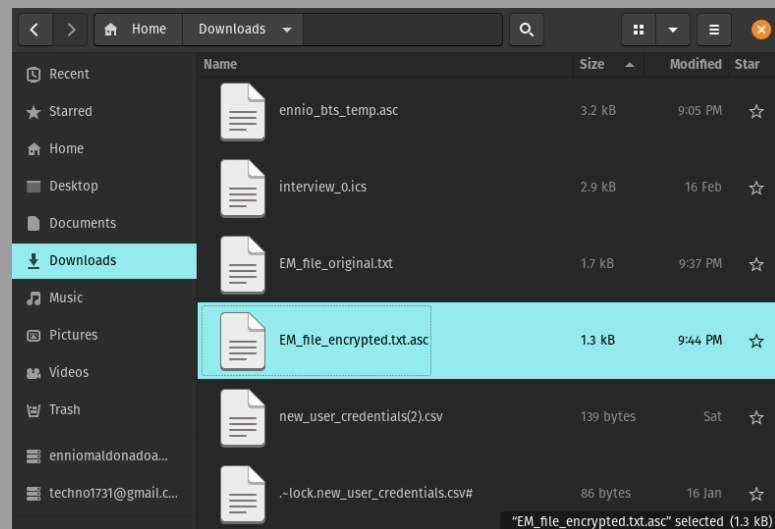 Home Downloads
Name Size Modified Star
Recent
Starred
Home
Desktop
Documents
Downloads
Music
Pictures
Videos
Trash
enniomaldonadoa...
techno1731@gmail.c...
ennio_bts_temp.asc 3.2 kB 9:05 PM
interview_0.ics 2.9 kB 16 Feb
EM_file_original.txt 1.7 kB 9:37 PM
EM_file_encrypted.txt.asc 1.3 kB 9:44 PM
new_user_credentials(2).csv 139 bytes Sat
.~lock.new_user_credentials.csv# 86 bytes 16 Jan
"EM_file_encrypted.txt.asc" selected (1.3 kB)